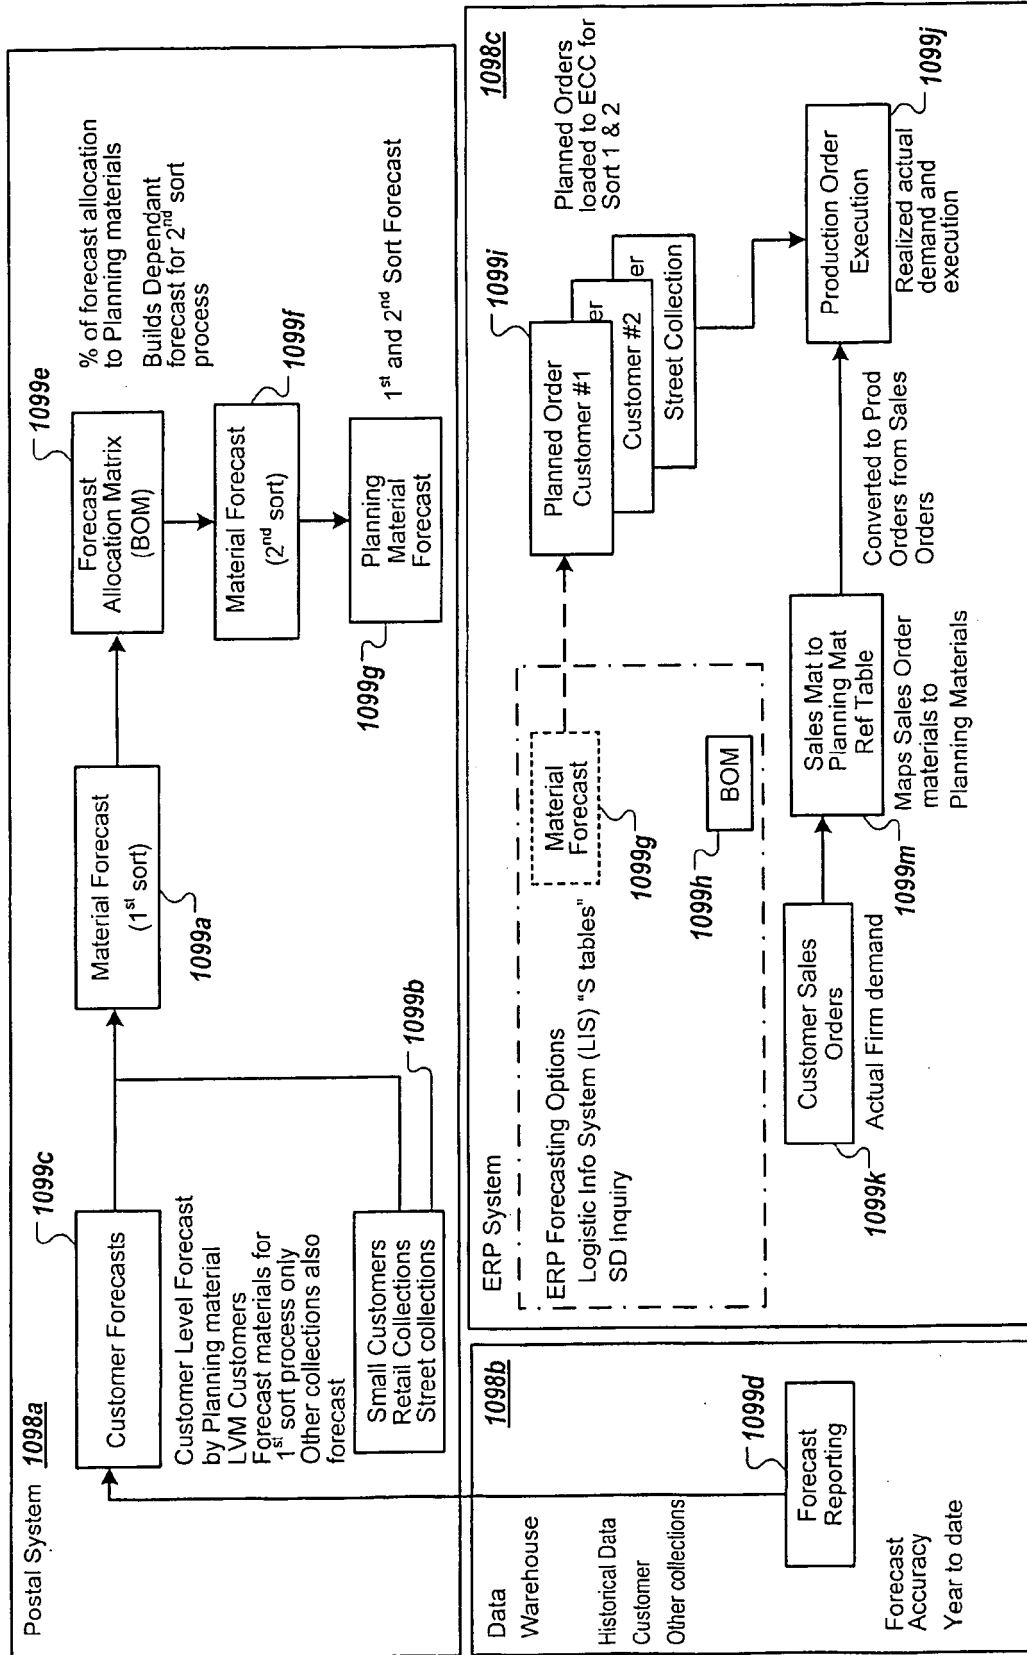 Postal System 1098a
1099c
Customer Forecasts
Customer Level Forecast
by Planning material
LVM Customers
Forecast materials for
1st sort process only
Other collections also
forecast
Small Customers
Retail Collections
Street collections
1099b
Material Forecast
(1st sort)
1099a
1099e
Forecast
Allocation Matrix
(BOM)
% of forecast allocation
to Planning materials
Builds Dependant
forecast for 2nd sort
process
Material Forecast
(2nd sort)
1099f
Planning
Material
Forecast
1099g
1st and 2nd Sort Forecast
Data
Warehouse
1098b
Historical Data
Customer
Other collections
1099d
Forecast
Reporting
Forecast
Accuracy
Year to date
ERP System
1098c
ERP Forecasting Options
Logistic Info System (LIS) "S tables"
SD Inquiry
Material
Forecast
1099g
BOM
1099h
1099i
Planned Order
Customer #1
er
Customer #2
er
Street Collection
Planned Orders
loaded to ECC for
Sort 1 & 2
Customer Sales
Orders
1099k
Actual Firm demand
Sales Mat to
Planning Mat
Ref Table
1099m
Maps Sales Order
materials to
Planning Materials
Converted to Prod
Orders from Sales
Orders
Production Order
Execution
1099j
Realized actual
demand and
execution